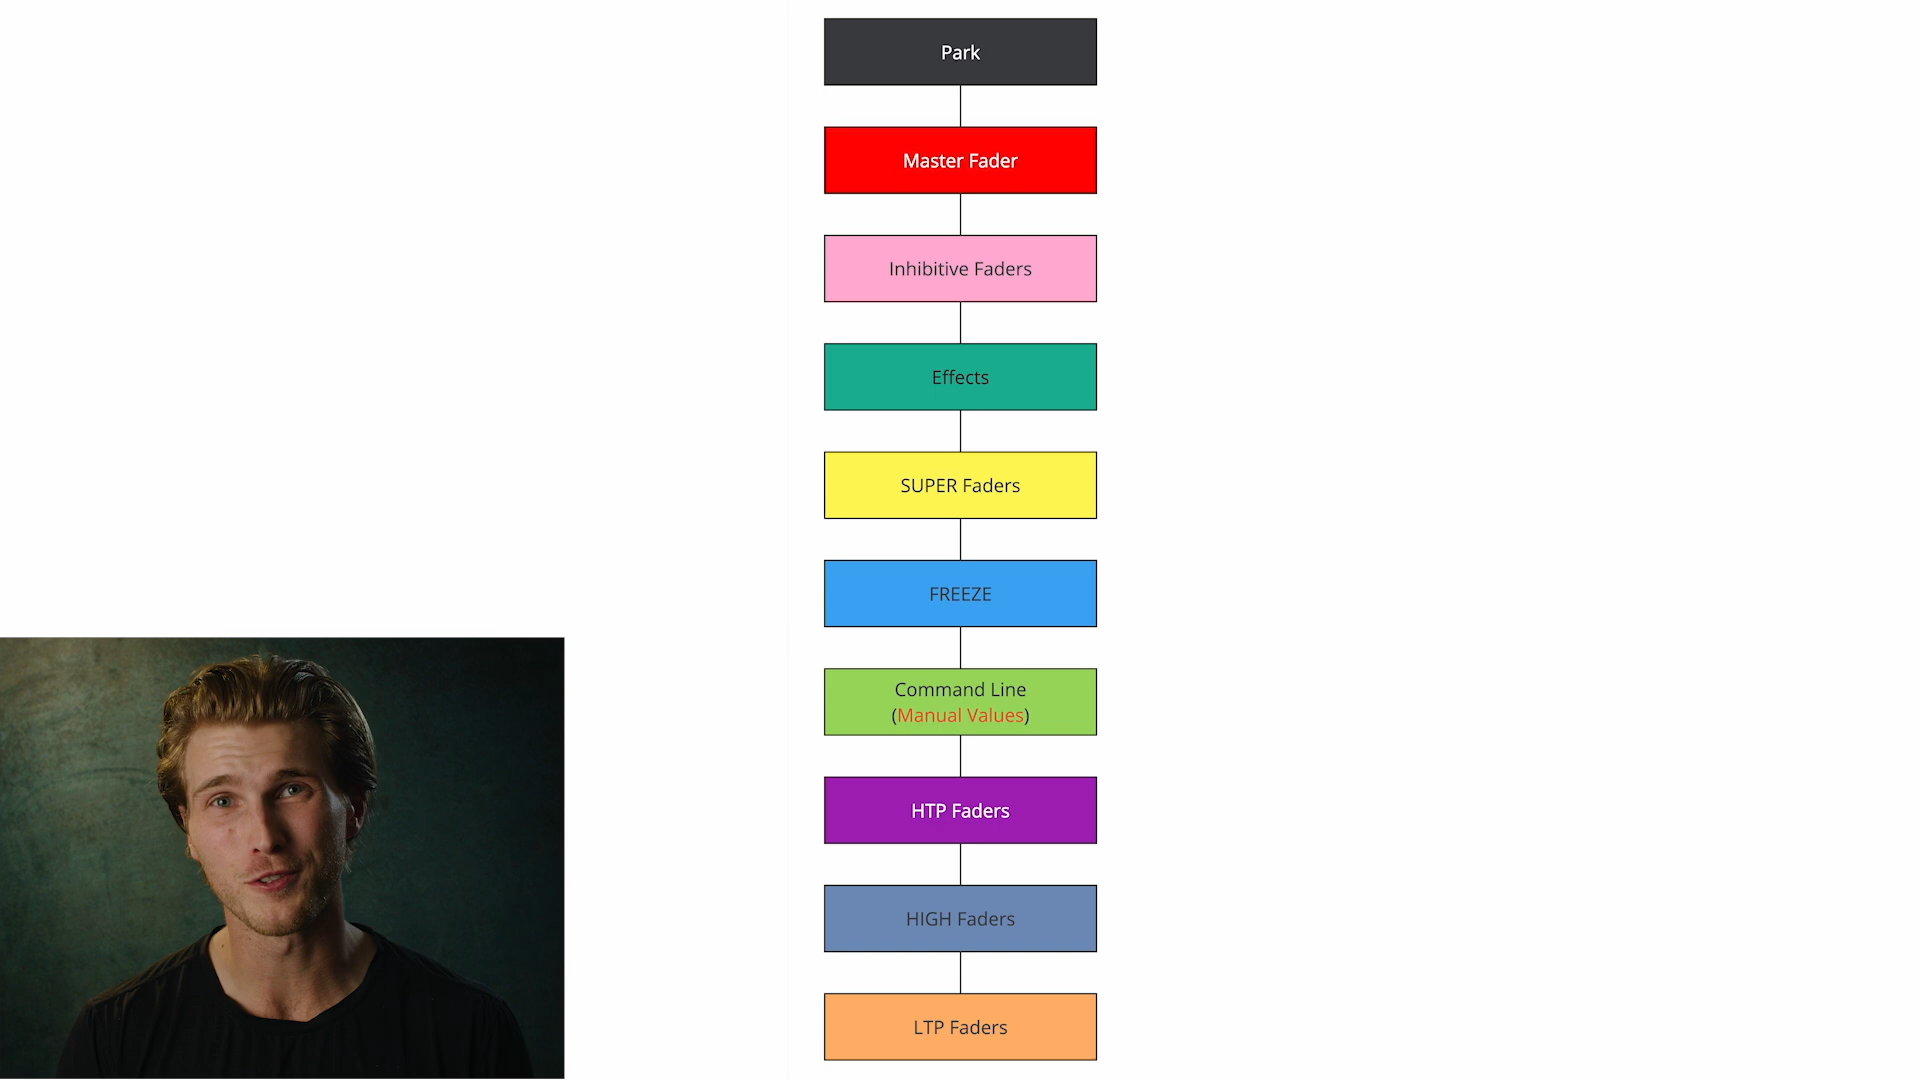 Park
Master Fader
Inhibitive Faders
Effects
SUPER Faders
FREEZE
Command Line
(Manual Values)
HTP Faders
HIGH Faders
LTP Faders